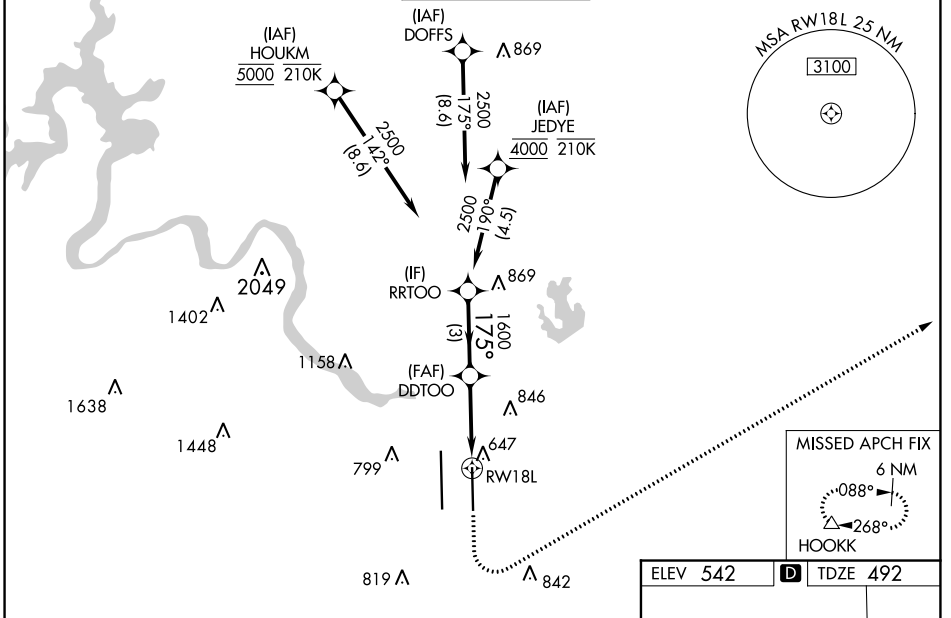 (IAF)
DOFFS
869
(IAF)
HOUKM
5000 210K
2500
175°
(8.6)
2500
142°
(8.6)
(IAF)
JEDYE
4000 210K
2500
190°
(4.5)
MSA RW18L 25 NM
3100
(IF)
RRTOO
869
2049
1402
1600
175°
(3)
1158
(FAF)
DDTOO
1638
846
1448
799
647
RW18L
MISSED APCH FIX
6 NM
088°
268°
HOOKK
819
842
ELEV 542 D TDZE 492